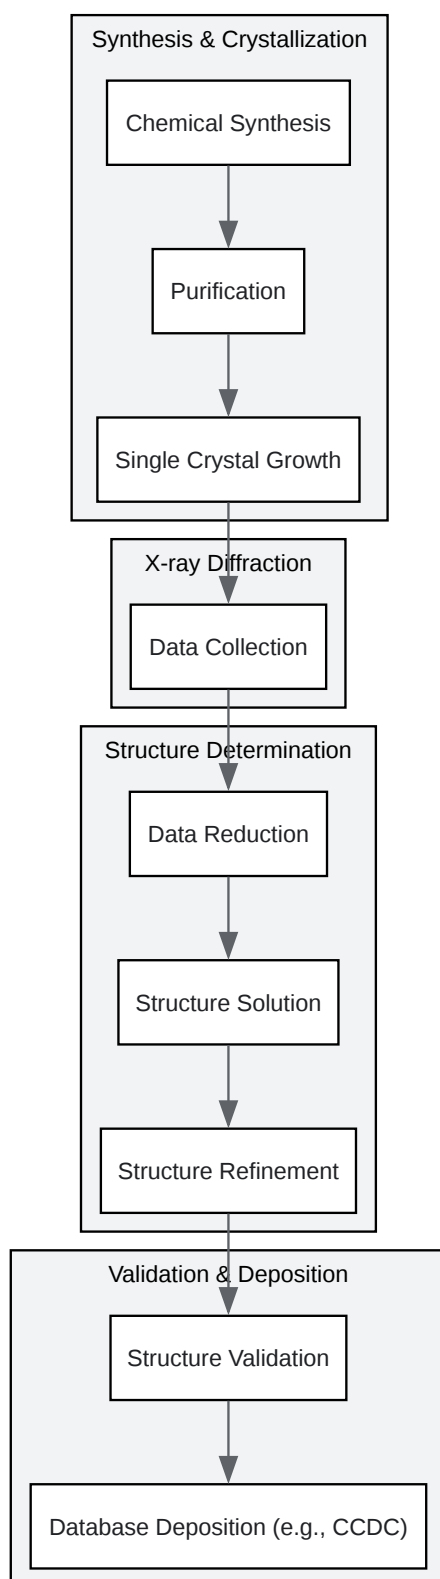 Synthesis & Crystallization
Chemical Synthesis
Purification
Single Crystal Growth
X-ray Diffraction
Data Collection
Structure Determination
Data Reduction
Structure Solution
Structure Refinement
Validation & Deposition
Structure Validation
Database Deposition (e.g., CCDC)